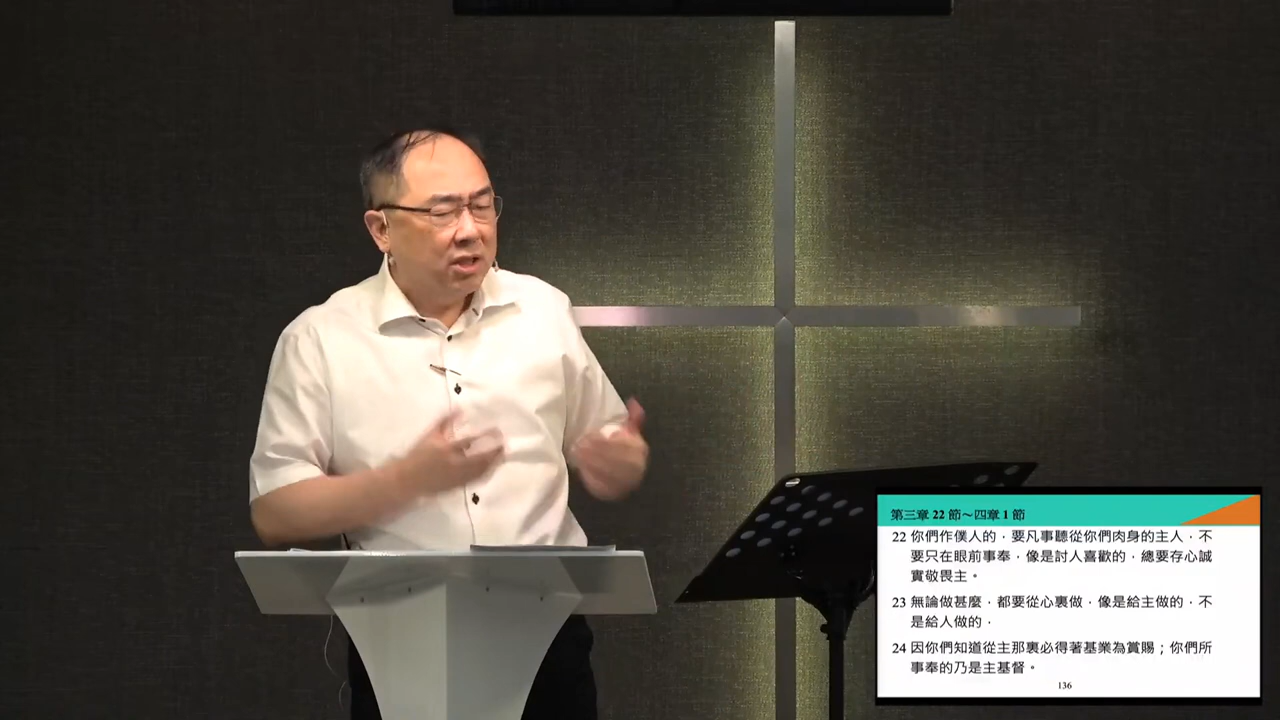 第三章 22 節～四章 1 節
22 你們作僕人的，要凡事聽從你們肉身的主人，不
要只在眼前事奉，像是討人喜歡的，總要存心誠
實敬畏主。
23 無論做甚麼，都要從心裏做，像是給主做的，不
是給人做的，
24 因你們知道從主那裏必得著基業為賞賜；你們所
事奉的乃是主基督。
136